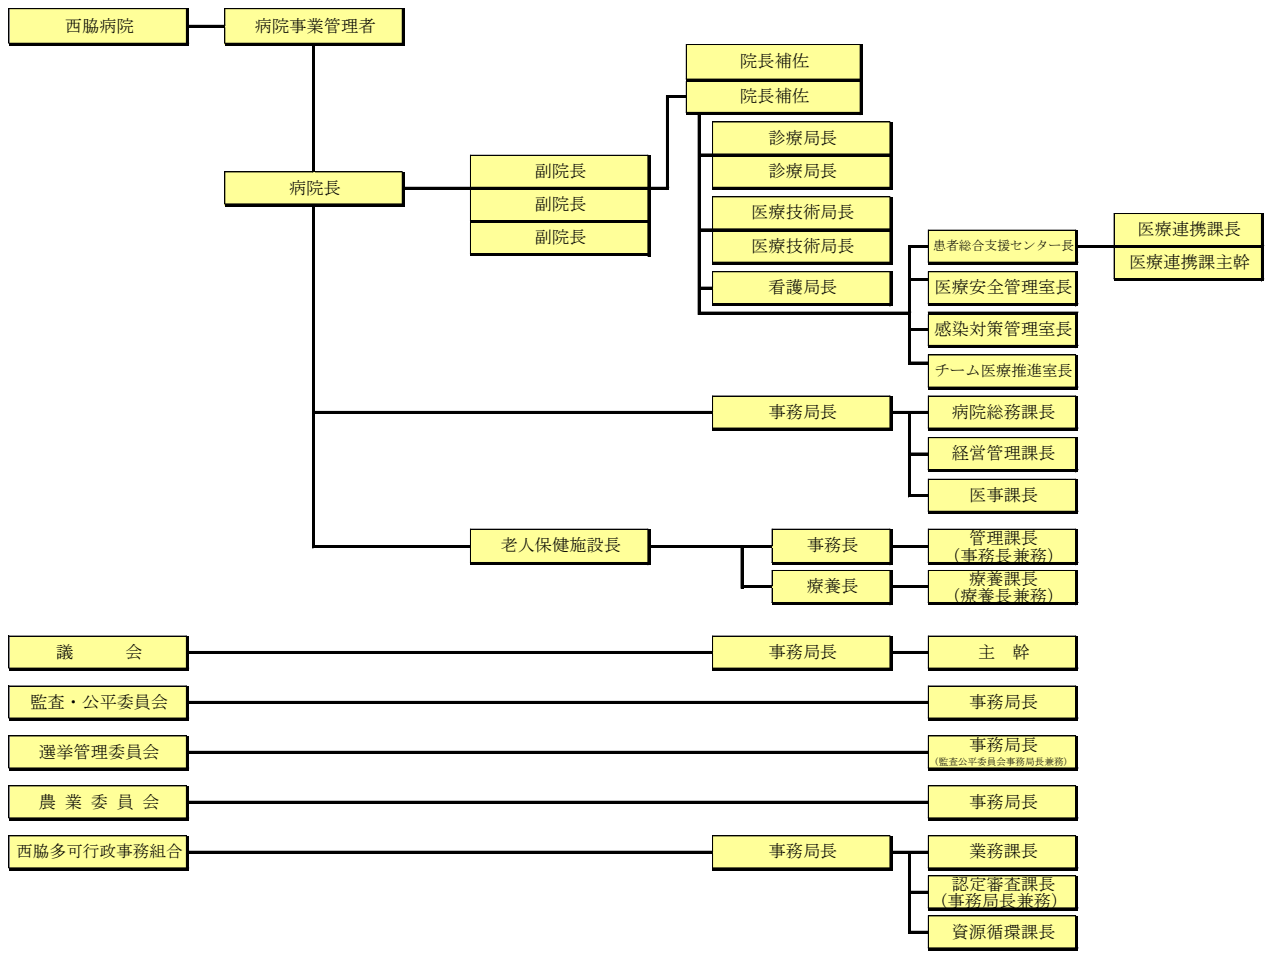 西脇病院
病院事業管理者
院長補佐
院長補佐
診療局長
診療局長
副院長
副院長
副院長
病院長
医療技術局長
医療技術局長
看護局長
患者総合支援センター長
医療連携課長
医療連携課主幹
医療安全管理室長
感染対策管理室長
チーム医療推進室長
事務局長
病院総務課長
経営管理課長
医事課長
老人保健施設長
事務長
管理課長
（事務長兼務）
療養長
療養課長
（療養長兼務）
議　　　会
事務局長
主　幹
監査・公平委員会
事務局長
選挙管理委員会
事務局長
（監査公平委員会事務局長兼務）
農 業 委 員 会
事務局長
西脇多可行政事務組合
事務局長
業務課長
認定審査課長
（事務局長兼務）
資源循環課長